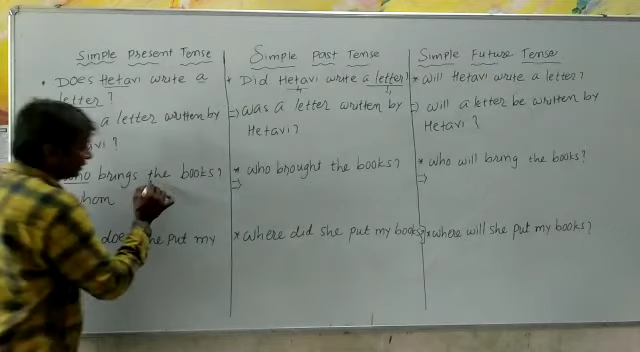 Simple Present Tense
• Does Hetavi write a
letter?
a letter written by
?
who brings the books?
does she put my
Simple Past Tense
* Did Hetavi write a letter?
⇒ was a letter written by
Hetavi?
* who brought the books?
⇒
* where did she put my books?
Simple Future Tense
* will Hetavi write a letter?
⇒ will a letter be written by
Hetavi?
* who will bring the books?
⇒
* where will she put my books?